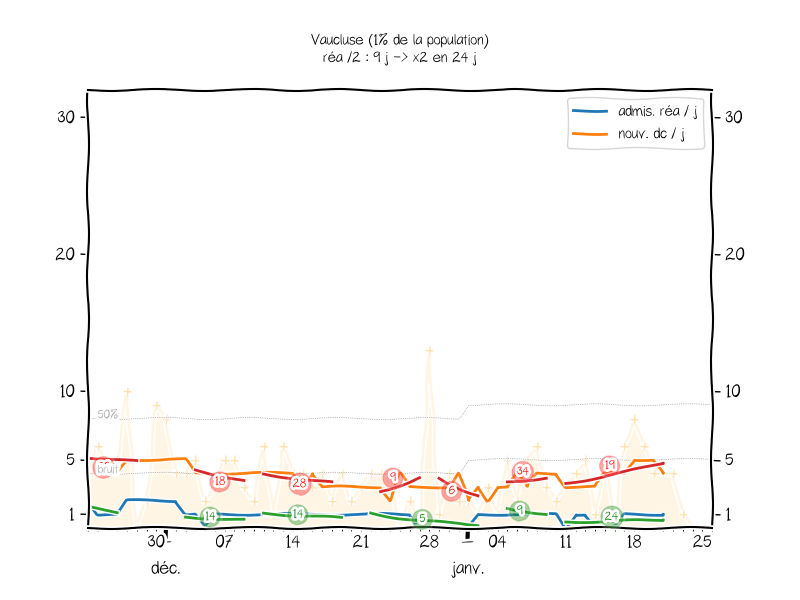 Vaucluse (1% de la population)
réa /2 : 9 j -> x2 en 24 j
admis. réa / j
nouv. dc / j
30 30
20 20
10 10
5 5
1 1
50%
bruit
18 28 9 6 34 19
14 14 5 9 24
30 07 14 21 28 04 11 18 25
déc. janv.